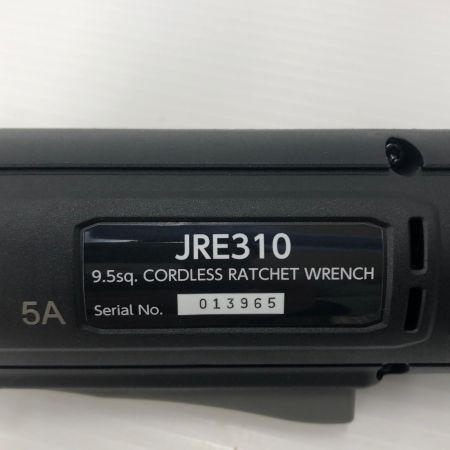 JRE310
9.5sq. CORDLESS RATCHET WRENCH
Serial No. 013965
5A